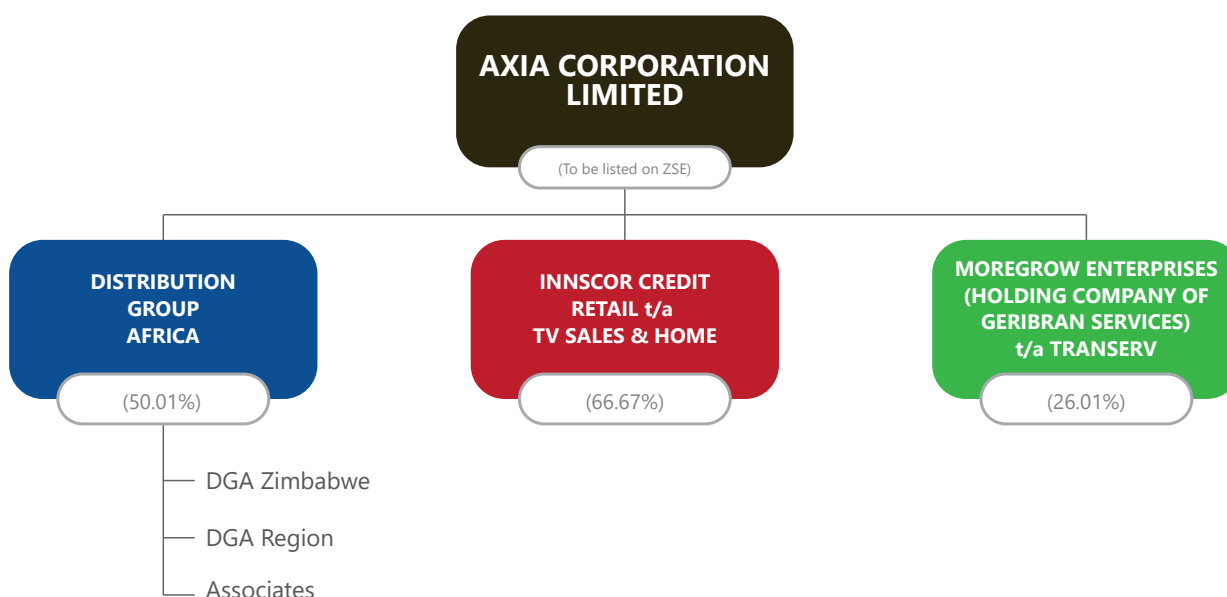 AXIA CORPORATION
LIMITED
(To be listed on ZSE)
DISTRIBUTION
GROUP
AFRICA
(50.01%)
INNSCOR CREDIT
RETAIL t/a
TV SALES & HOME
(66.67%)
MOREGROW ENTERPRISES
(HOLDING COMPANY OF
GERIBRAN SERVICES)
t/a TRANSERV
(26.01%)
DGA Zimbabwe
DGA Region
Associates